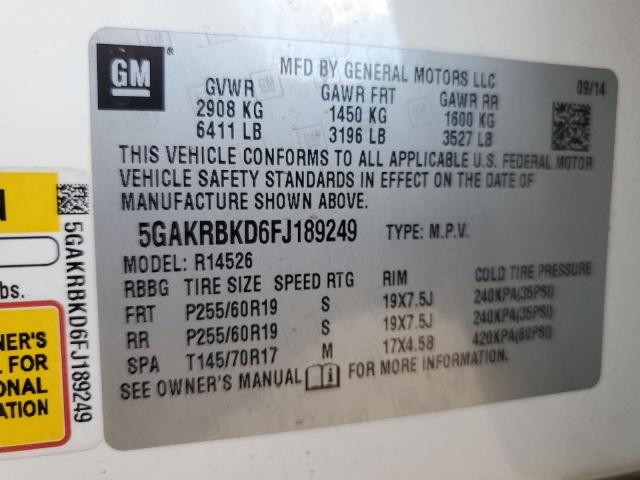 GM
MFD BY GENERAL MOTORS LLC
09/14
GVWR GAWR FRT GAWR RR
2908 KG 1450 KG 1600 KG
6411 LB 3196 LB 3527 LB
THIS VEHICLE CONFORMS TO ALL APPLICABLE U.S. FEDERAL MOTOR
VEHICLE SAFETY STANDARDS IN EFFECT ON THE DATE OF
MANUFACTURE SHOWN ABOVE.
5GAKRBKD6FJ189249 TYPE: M.P.V.
MODEL: R14526
RBBG TIRE SIZE SPEED RTG RIM COLD TIRE PRESSURE
FRT P255/60R19 S 19X7.5J 240KPA(35PSI)
RR P255/60R19 S 19X7.5J 240KPA(35PSI)
SPA T145/70R17 M 17X4.5B 420KPA(60PSI)
SEE OWNER'S MANUAL FOR MORE INFORMATION.
N
bs.
NER'S
FOR
ONAL
N
5GAKRBKD6FJ189249